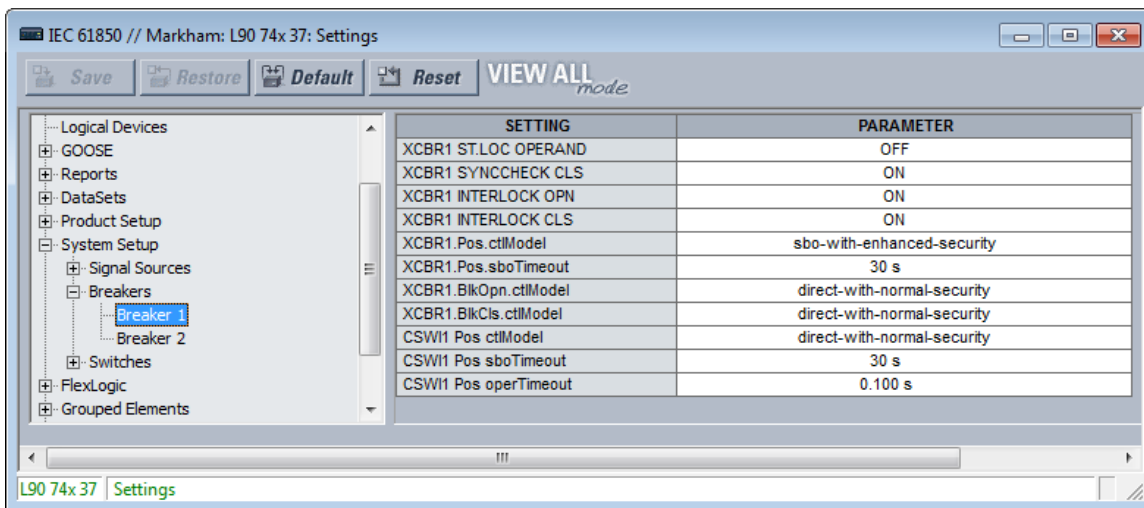 IEC 61850 // Markham: L90 74x 37: Settings
Save Restore Default Reset VIEW ALL mode
Logical Devices
GOOSE
Reports
DataSets
Product Setup
System Setup
Signal Sources
Breakers
Breaker 1
Breaker 2
Switches
FlexLogic
Grouped Elements
SETTING PARAMETER
XCBR1 ST.LOC OPERAND OFF
XCBR1 SYNCCHECK CLS ON
XCBR1 INTERLOCK OPN ON
XCBR1 INTERLOCK CLS ON
XCBR1.Pos.ctlModel sbo-with-enhanced-security
XCBR1.Pos.sboTimeout 30 s
XCBR1.BlkOpn.ctlModel direct-with-normal-security
XCBR1.BlkCls.ctlModel direct-with-normal-security
CSWI1 Pos ctlModel direct-with-normal-security
CSWI1 Pos sboTimeout 30 s
CSWI1 Pos operTimeout 0.100 s
L90 74x 37 Settings